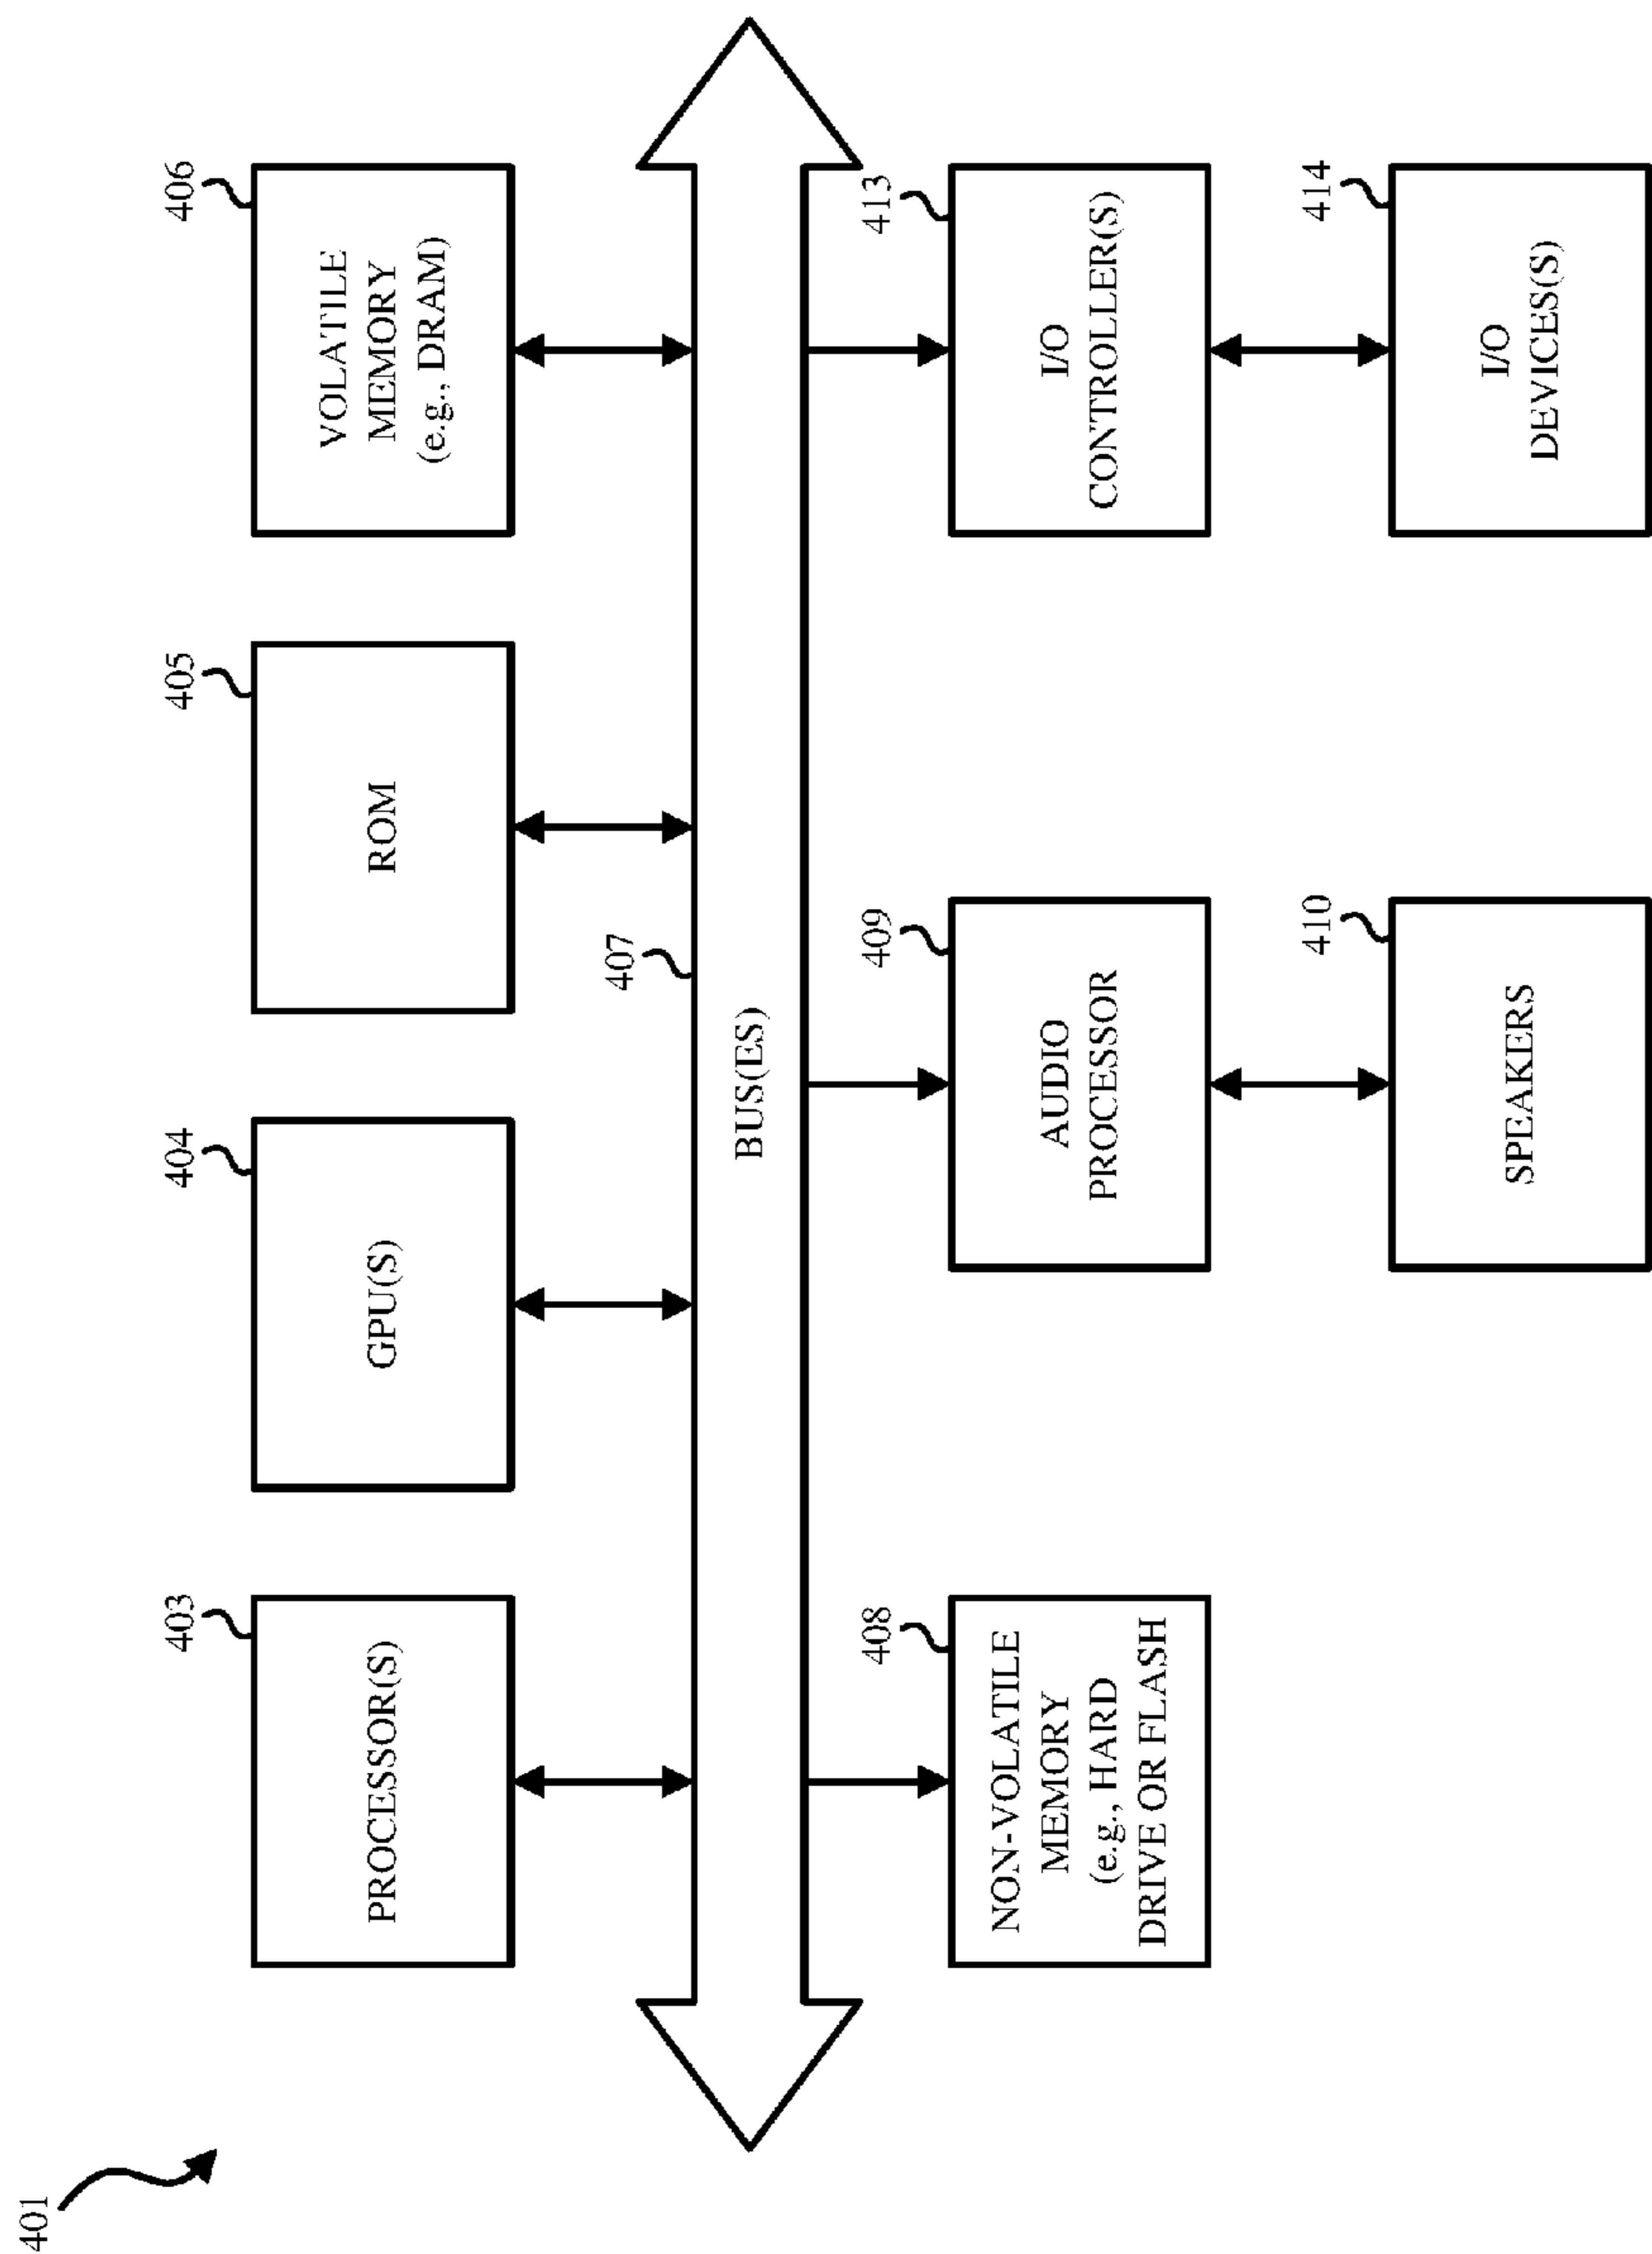 401
403
PROCESSOR(S)
404
GPU(S)
405
ROM
406
VOLATILE
MEMORY
(e.g., DRAM)
407
BUS(ES)
408
NON-VOLATILE
MEMORY
(e.g., HARD
DRIVE OR FLASH
409
AUDIO
PROCESSOR
413
I/O
CONTROLLER(S)
410
SPEAKERS
414
I/O
DEVICES(S)